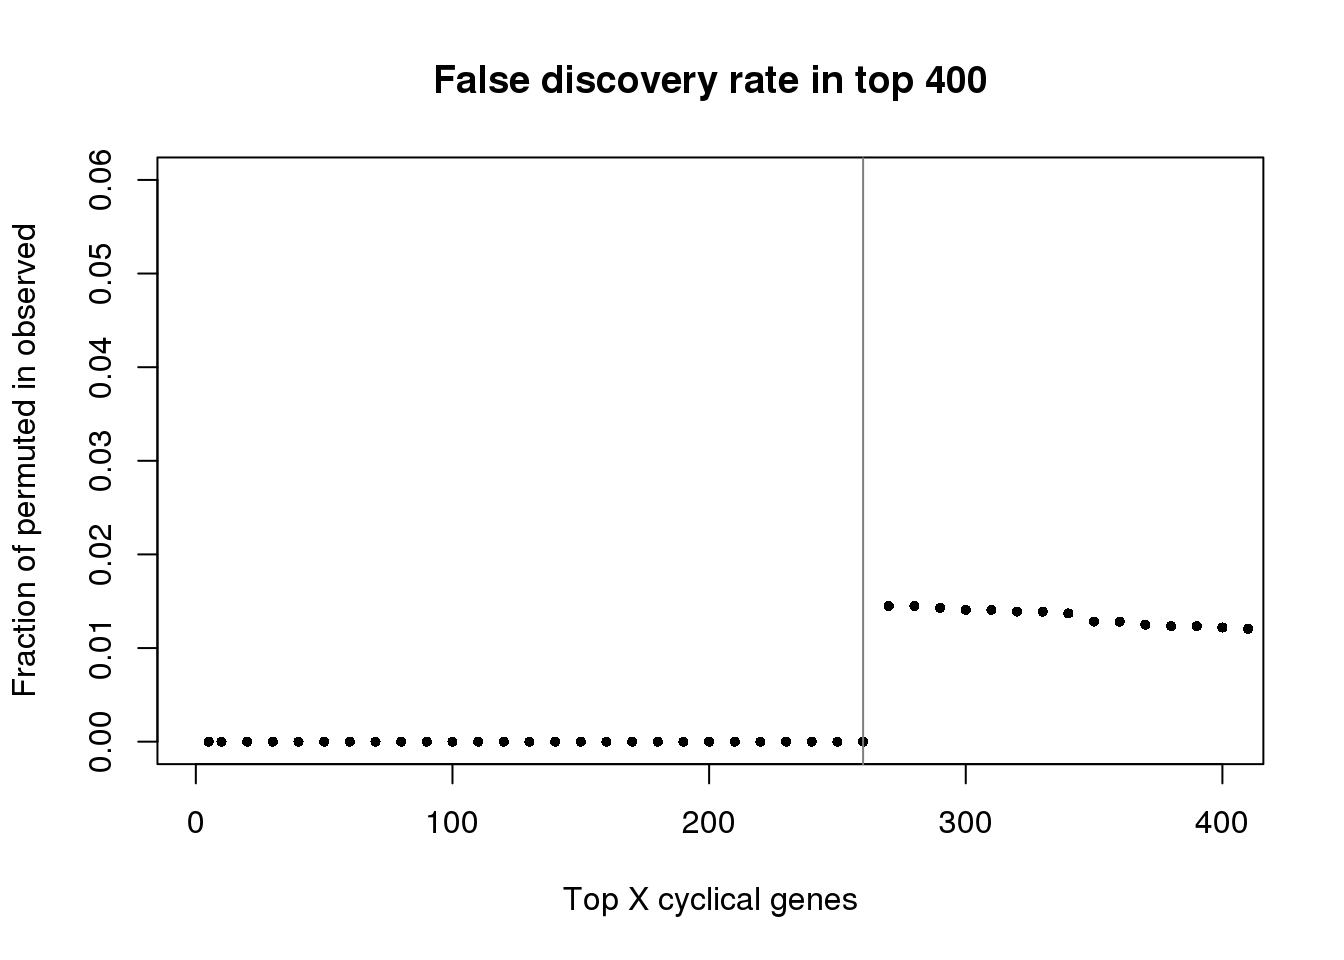 False discovery rate in top 400
Fraction of permuted in observed
0.06
0.05
0.04
0.03
0.02
0.01
0.00
0 100 200 300 400
Top X cyclical genes